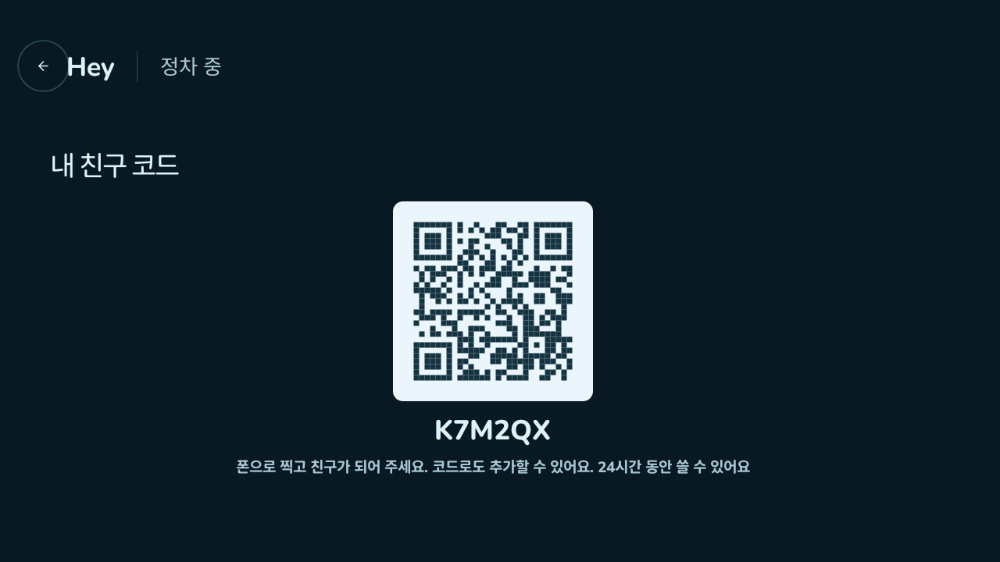 Hey
정차 중
내 친구 코드
K7M2QX
폰으로 찍고 친구가 되어 주세요. 코드로도 추가할 수 있어요. 24시간 동안 쓸 수 있어요